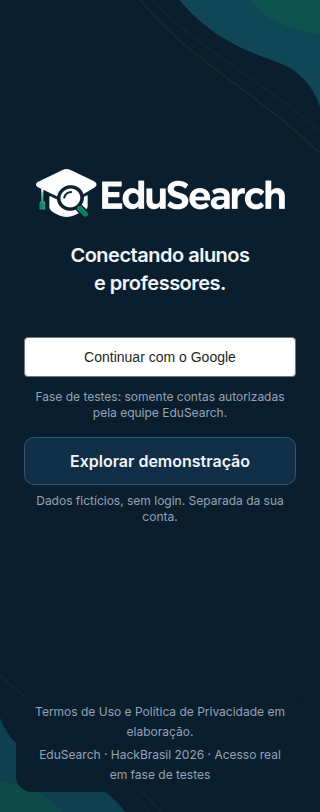 EduSearch
Conectando alunos
e professores.
Continuar com o Google
Fase de testes: somente contas autorizadas
pela equipe EduSearch.
Explorar demonstração
Dados fictícios, sem login. Separada da sua
conta.
Termos de Uso e Política de Privacidade em
elaboração.
EduSearch · HackBrasil 2026 · Acesso real
em fase de testes